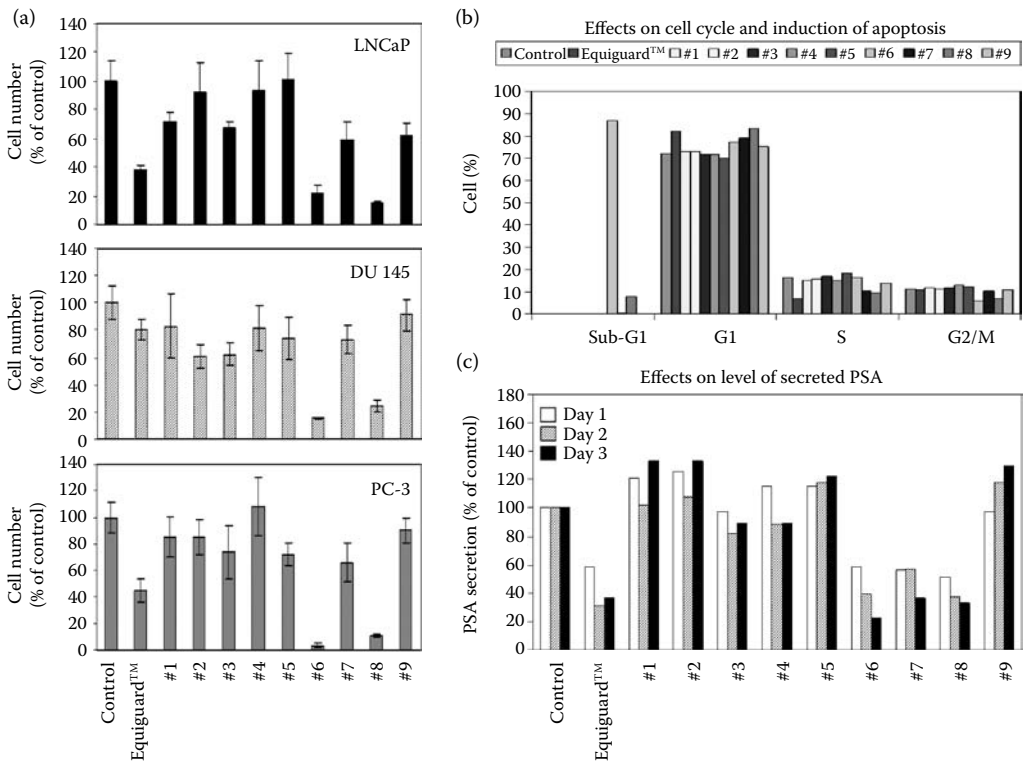 (a)
140
120
100
80
60
40
20
0
Cell number
(% of control)
LNCaP
140
120
100
80
60
40
20
0
Cell number
(% of control)
DU 145
140
120
100
80
60
40
20
0
Cell number
(% of control)
PC-3
Control
Equiguard™
#1
#2
#3
#4
#5
#6
#7
#8
#9
(b)
Effects on cell cycle and induction of apoptosis
Control Equiguard™ #1 #2 #3 #4 #5 #6 #7 #8 #9
100
90
80
70
60
50
40
30
20
10
0
Cell (%)
Sub-G1 G1 S G2/M
(c)
Effects on level of secreted PSA
180
160
140
120
100
80
60
40
20
0
PSA secretion (% of control)
Day 1
Day 2
Day 3
Control
Equiguard™
#1
#2
#3
#4
#5
#6
#7
#8
#9